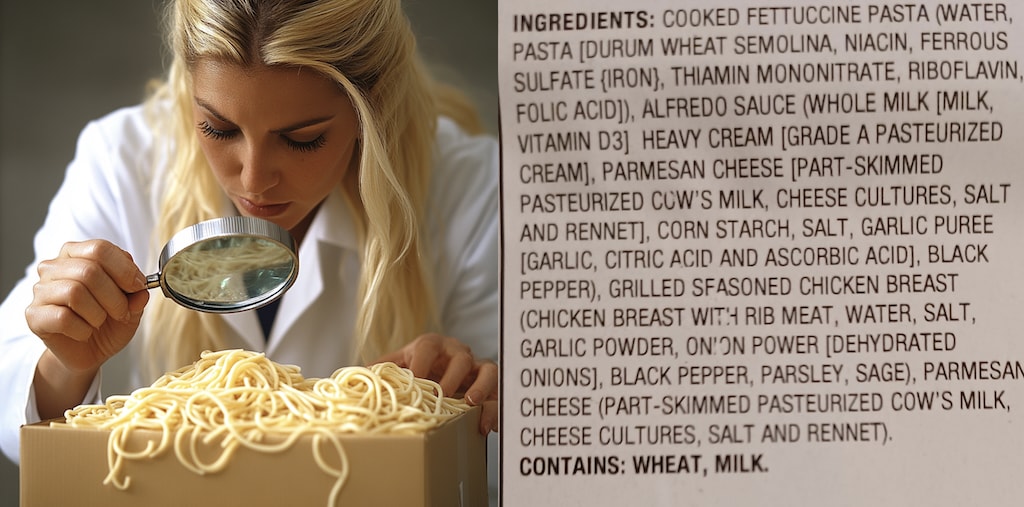 INGREDIENTS: COOKED FETTUCCINE PASTA (WATER,
PASTA [DURUM WHEAT SEMOLINA, NIACIN, FERROUS
SULFATE {IRON}, THIAMIN MONONITRATE, RIBOFLAVIN,
FOLIC ACID]), ALFREDO SAUCE (WHOLE MILK [MILK,
VITAMIN D3] HEAVY CREAM [GRADE A PASTEURIZED
CREAM], PARMESAN CHEESE [PART-SKIMMED
PASTEURIZED COW'S MILK, CHEESE CULTURES, SALT
AND RENNET], CORN STARCH, SALT, GARLIC PUREE
[GARLIC, CITRIC ACID AND ASCORBIC ACID], BLACK
PEPPER), GRILLED SEASONED CHICKEN BREAST
(CHICKEN BREAST WITH RIB MEAT, WATER, SALT,
GARLIC POWDER, ONION POWER [DEHYDRATED
ONIONS], BLACK PEPPER, PARSLEY, SAGE), PARMESAN
CHEESE (PART-SKIMMED PASTEURIZED COW'S MILK,
CHEESE CULTURES, SALT AND RENNET).
CONTAINS: WHEAT, MILK.